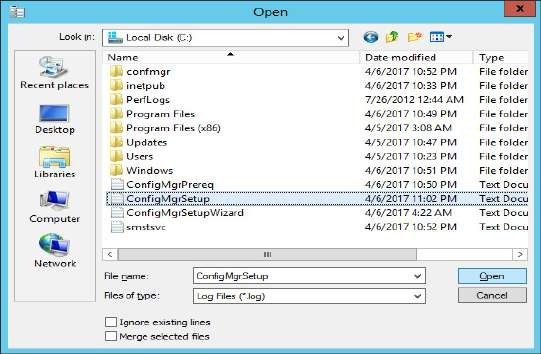 Open
Look in: Local Disk (C:)
Name Date modified Type
confmgr 4/6/2017 10:52 PM File folder
inetpub 4/6/2017 10:33 PM File folder
PerfLogs 7/26/2012 12:44 AM File folder
Program Files 4/6/2017 10:49 PM File folder
Program Files (x86) 4/5/2017 3:08 AM File folder
Updates 4/5/2017 10:47 PM File folder
Users 4/5/2017 10:23 PM File folder
Windows 4/6/2017 10:51 PM File folder
ConfigMgrPrereq 4/6/2017 10:50 PM Text Docu
ConfigMgrSetup 4/6/2017 11:02 PM Text Docu
ConfigMgrSetupWizard 4/6/2017 4:22 AM Text Docu
smstsvc 4/6/2017 10:52 PM Text Docu
Recent places
Desktop
Libraries
Computer
Network
File name: ConfigMgrSetup Open
Files of type: Log Files (*.log) Cancel
Ignore existing lines
Merge selected files